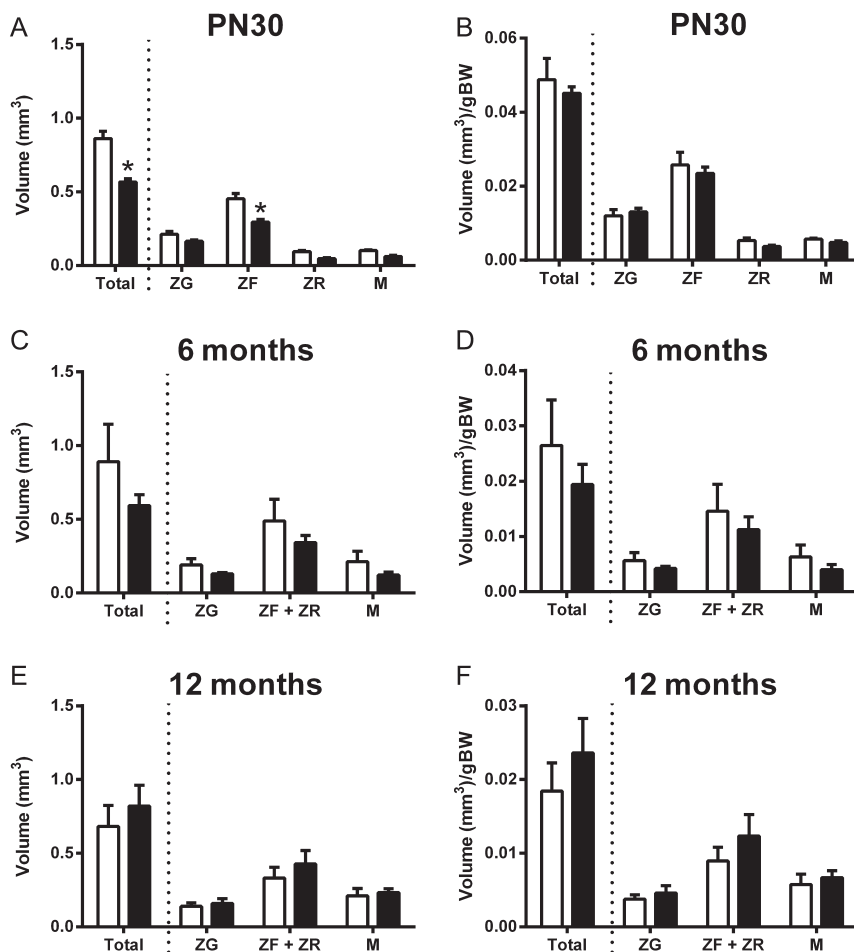 A
PN30
Volume (mm³)
1.5
1.0
0.5
0.0
*
*
Total ZG ZF ZR M
B
PN30
Volume (mm³)/gBW
0.06
0.04
0.02
0.00
Total ZG ZF ZR M
C
6 months
Volume (mm³)
1.5
1.0
0.5
0.0
Total ZG ZF + ZR M
D
6 months
Volume (mm³)/gBW
0.04
0.03
0.02
0.01
0.00
Total ZG ZF + ZR M
E
12 months
Volume (mm³)
1.5
1.0
0.5
0.0
Total ZG ZF + ZR M
F
12 months
Volume (mm³)/gBW
0.03
0.02
0.01
0.00
Total ZG ZF + ZR M